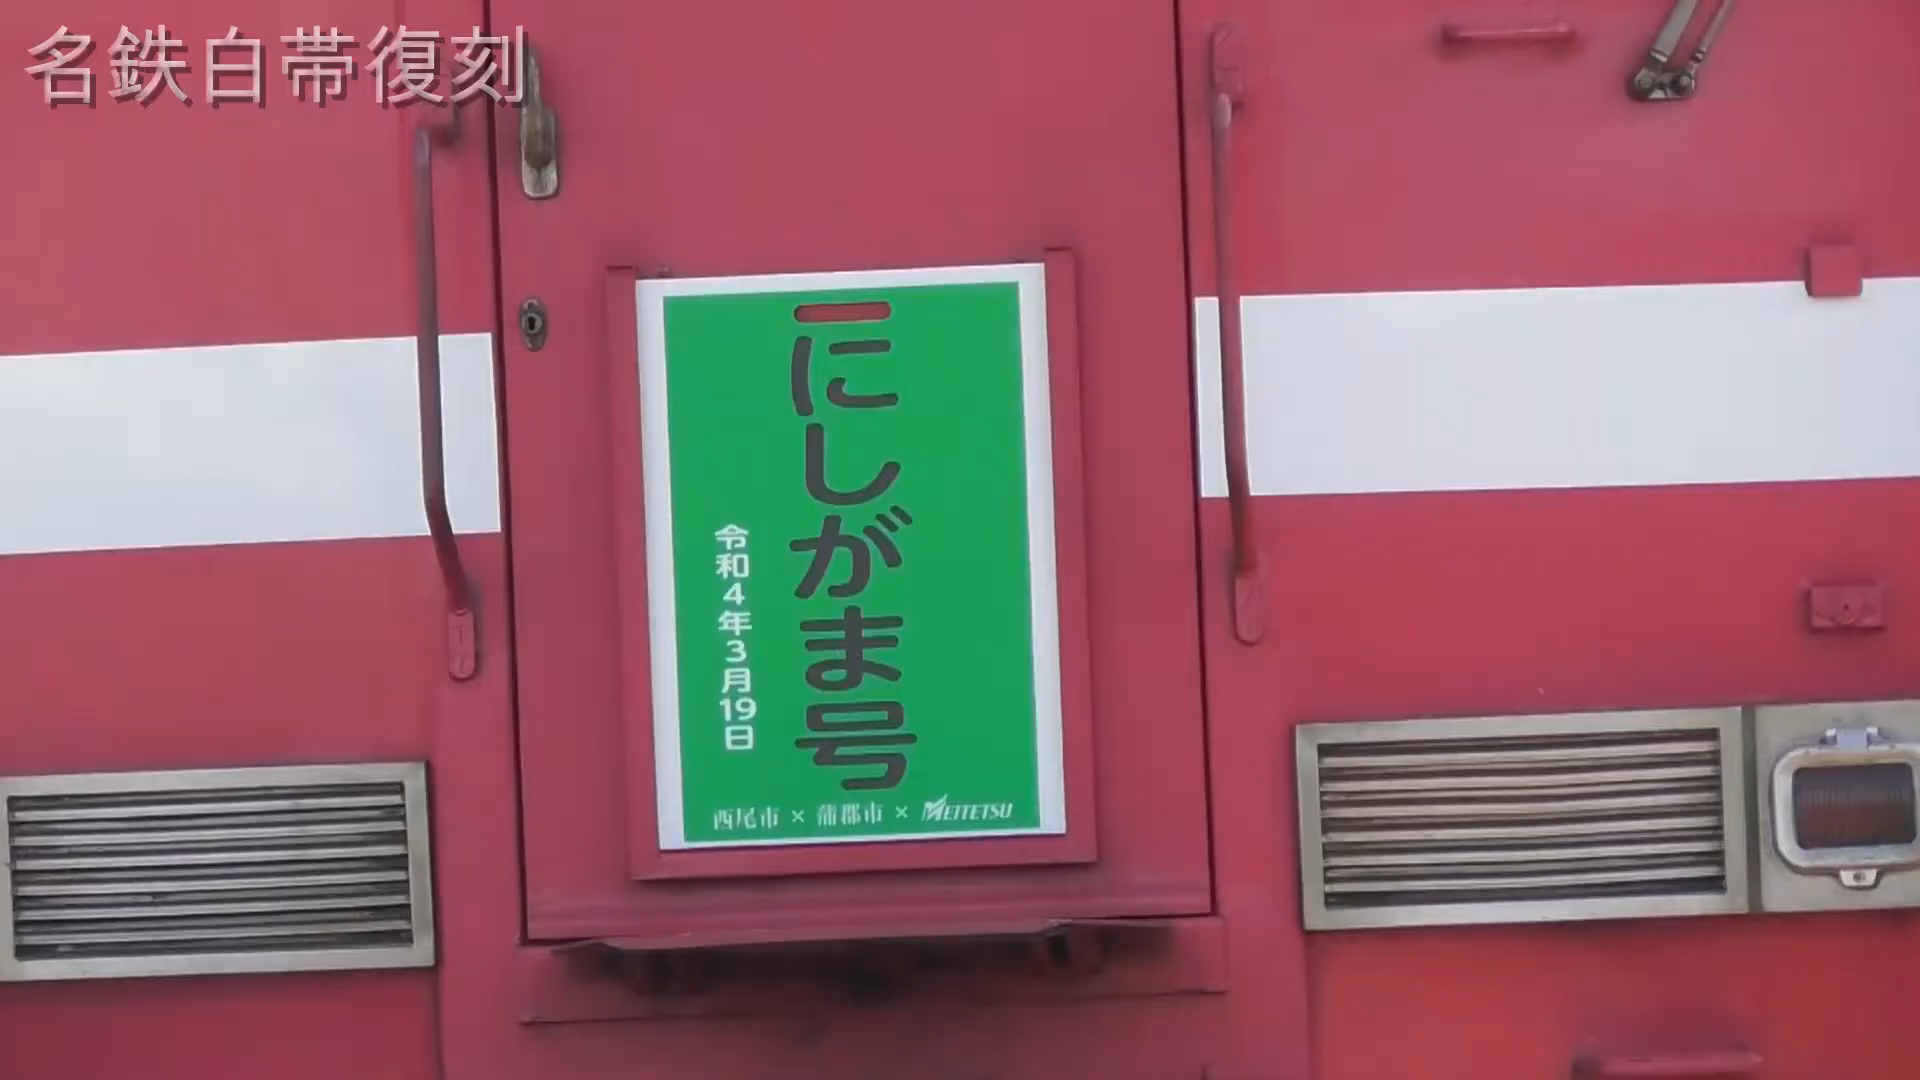 名鉄白帯復刻
にしがま号
令和4年3月19日
西尾市 × 蒲郡市 × MEITETSU